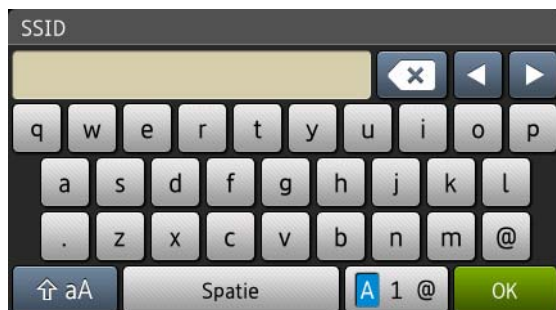 SSID
q w e r t y u i o p
a s d f g h j k l
. z x c v b n m @
aA Spatie A 1 @ OK